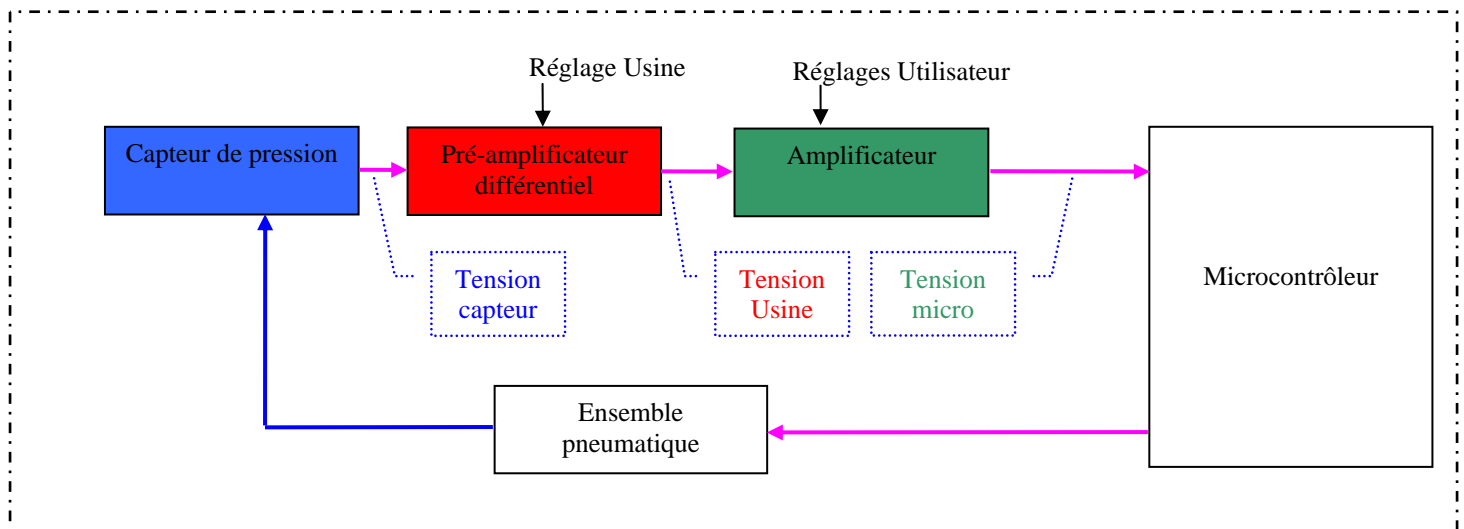 Réglage Usine
Réglages Utilisateur
Capteur de pression
Pré-amplificateur
différentiel
Amplificateur
Tension
capteur
Tension
Usine
Tension
micro
Microcontrôleur
Ensemble
pneumatique